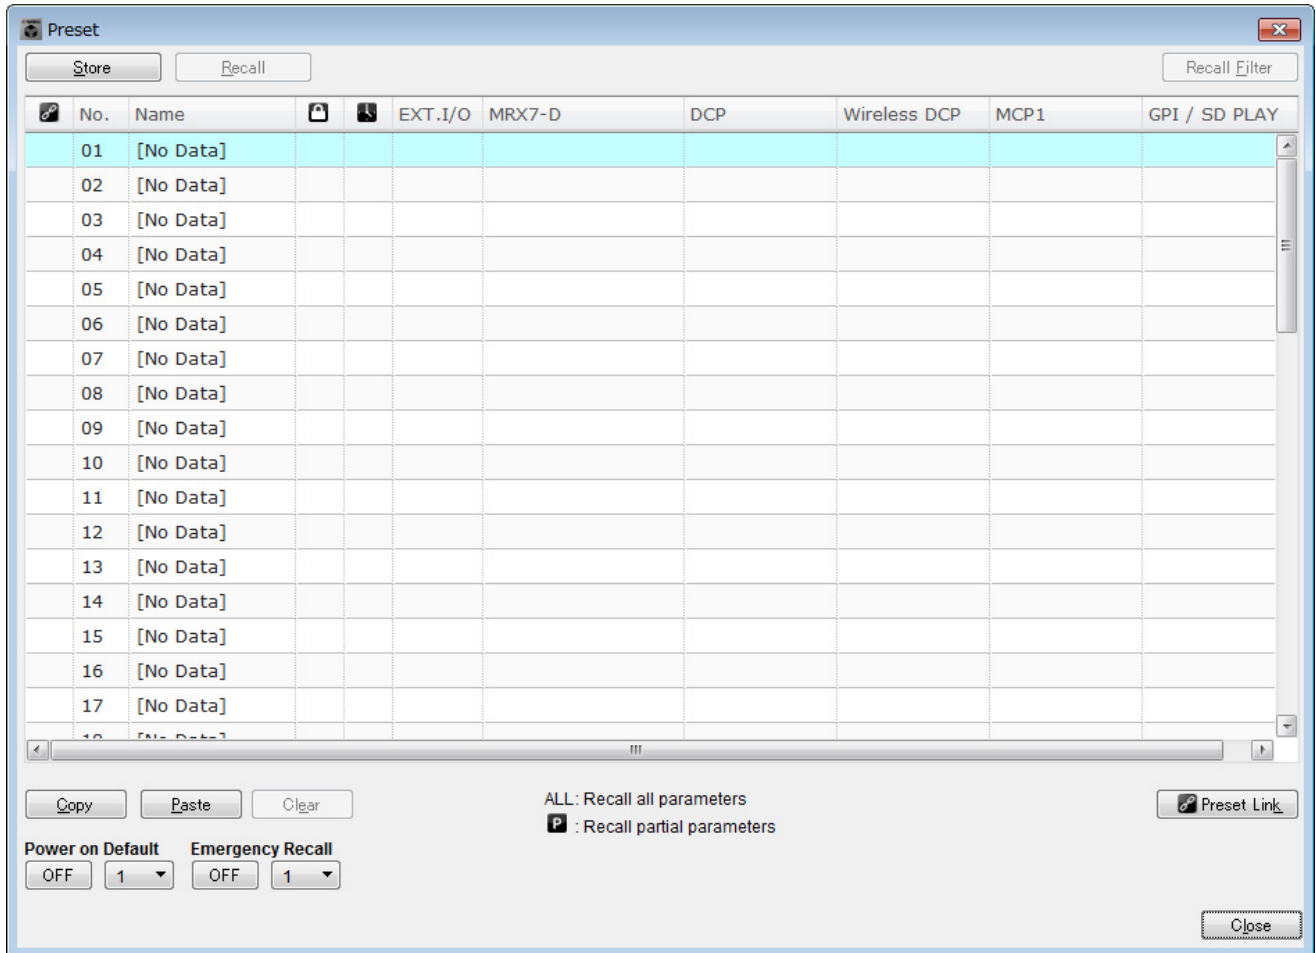 Preset
Store Recall Recall Filter
No. Name EXT.I/O MRX7-D DCP Wireless DCP MCP1 GPI / SD PLAY
01 [No Data]
02 [No Data]
03 [No Data]
04 [No Data]
05 [No Data]
06 [No Data]
07 [No Data]
08 [No Data]
09 [No Data]
10 [No Data]
11 [No Data]
12 [No Data]
13 [No Data]
14 [No Data]
15 [No Data]
16 [No Data]
17 [No Data]
18 [No Data]
Copy Paste Clear ALL: Recall all parameters Preset Link
P : Recall partial parameters
Power on Default Emergency Recall
OFF 1 OFF 1
Close